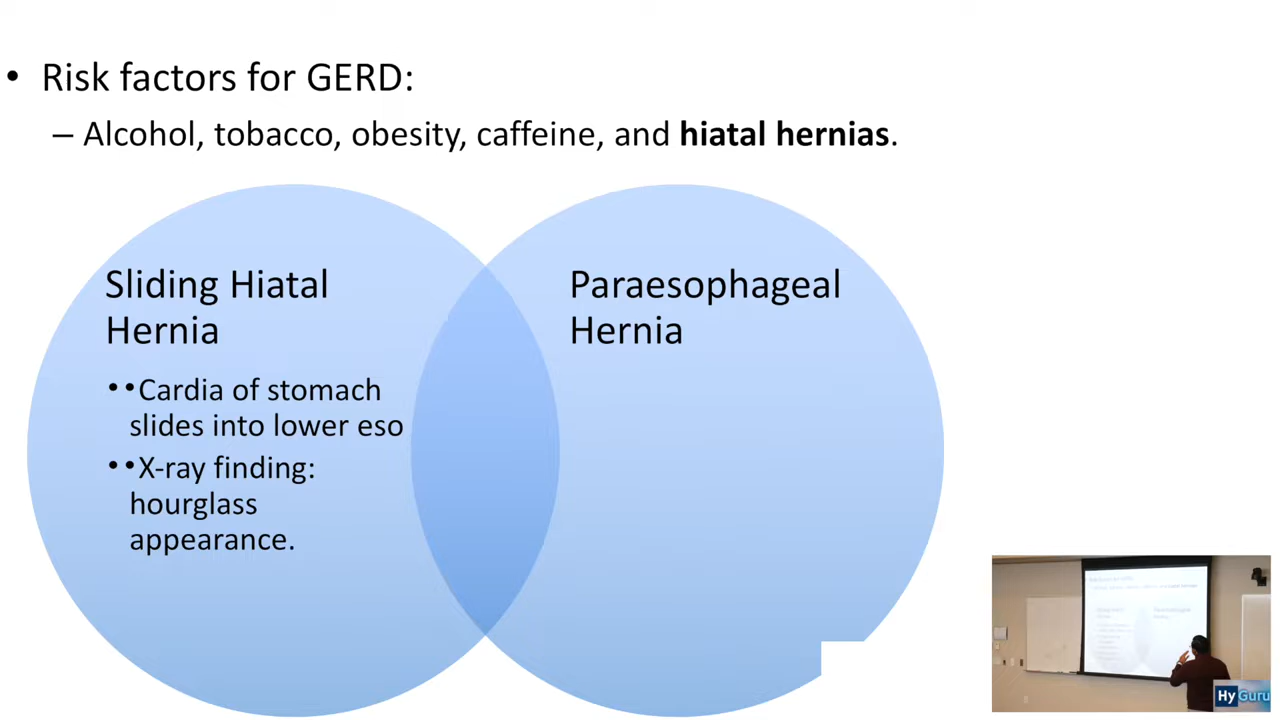 • Risk factors for GERD:
– Alcohol, tobacco, obesity, caffeine, and hiatal hernias.
Sliding Hiatal
Hernia
• •Cardia of stomach
slides into lower eso
• •X-ray finding:
hourglass
appearance.
Paraesophageal
Hernia
Hy Guru